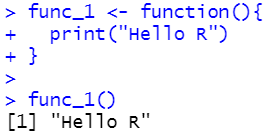 > func_1 <- function(){
+   print("Hello R")
+ }
>
> func_1()
[1] "Hello R"